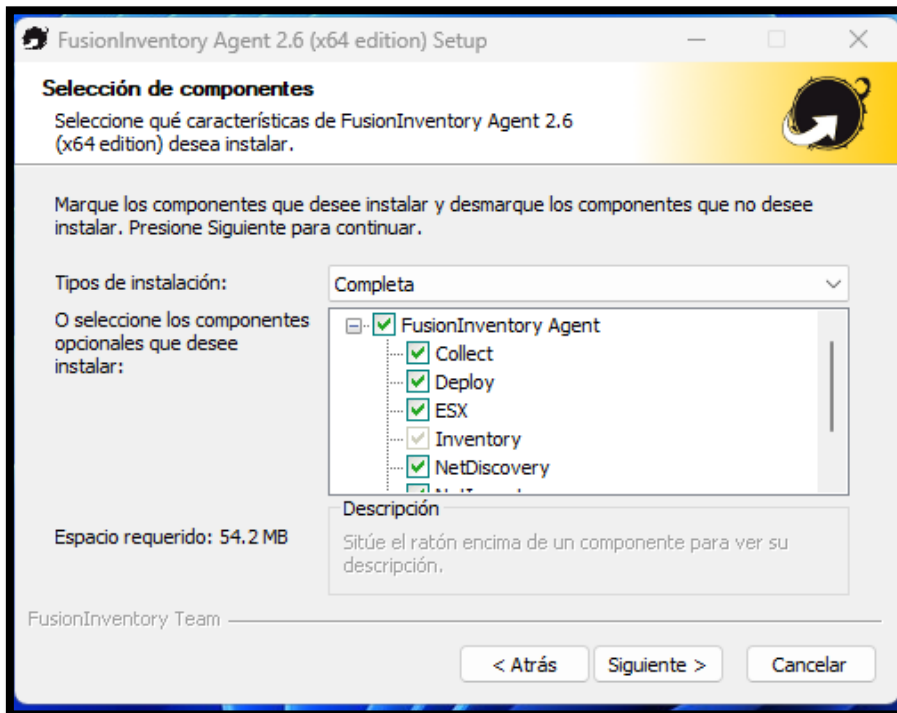 FusionInventory Agent 2.6 (x64 edition) Setup
Selección de componentes
Seleccione qué características de FusionInventory Agent 2.6
(x64 edition) desea instalar.
Marque los componentes que desee instalar y desmarque los componentes que no desee
instalar. Presione Siguiente para continuar.
Tipos de instalación:
Completa
O seleccione los componentes
opcionales que desee
instalar:
FusionInventory Agent
Collect
Deploy
ESX
Inventory
NetDiscovery
Espacio requerido: 54.2 MB
Descripción
Sitúe el ratón encima de un componente para ver su
descripción.
FusionInventory Team
< Atrás
Siguiente >
Cancelar